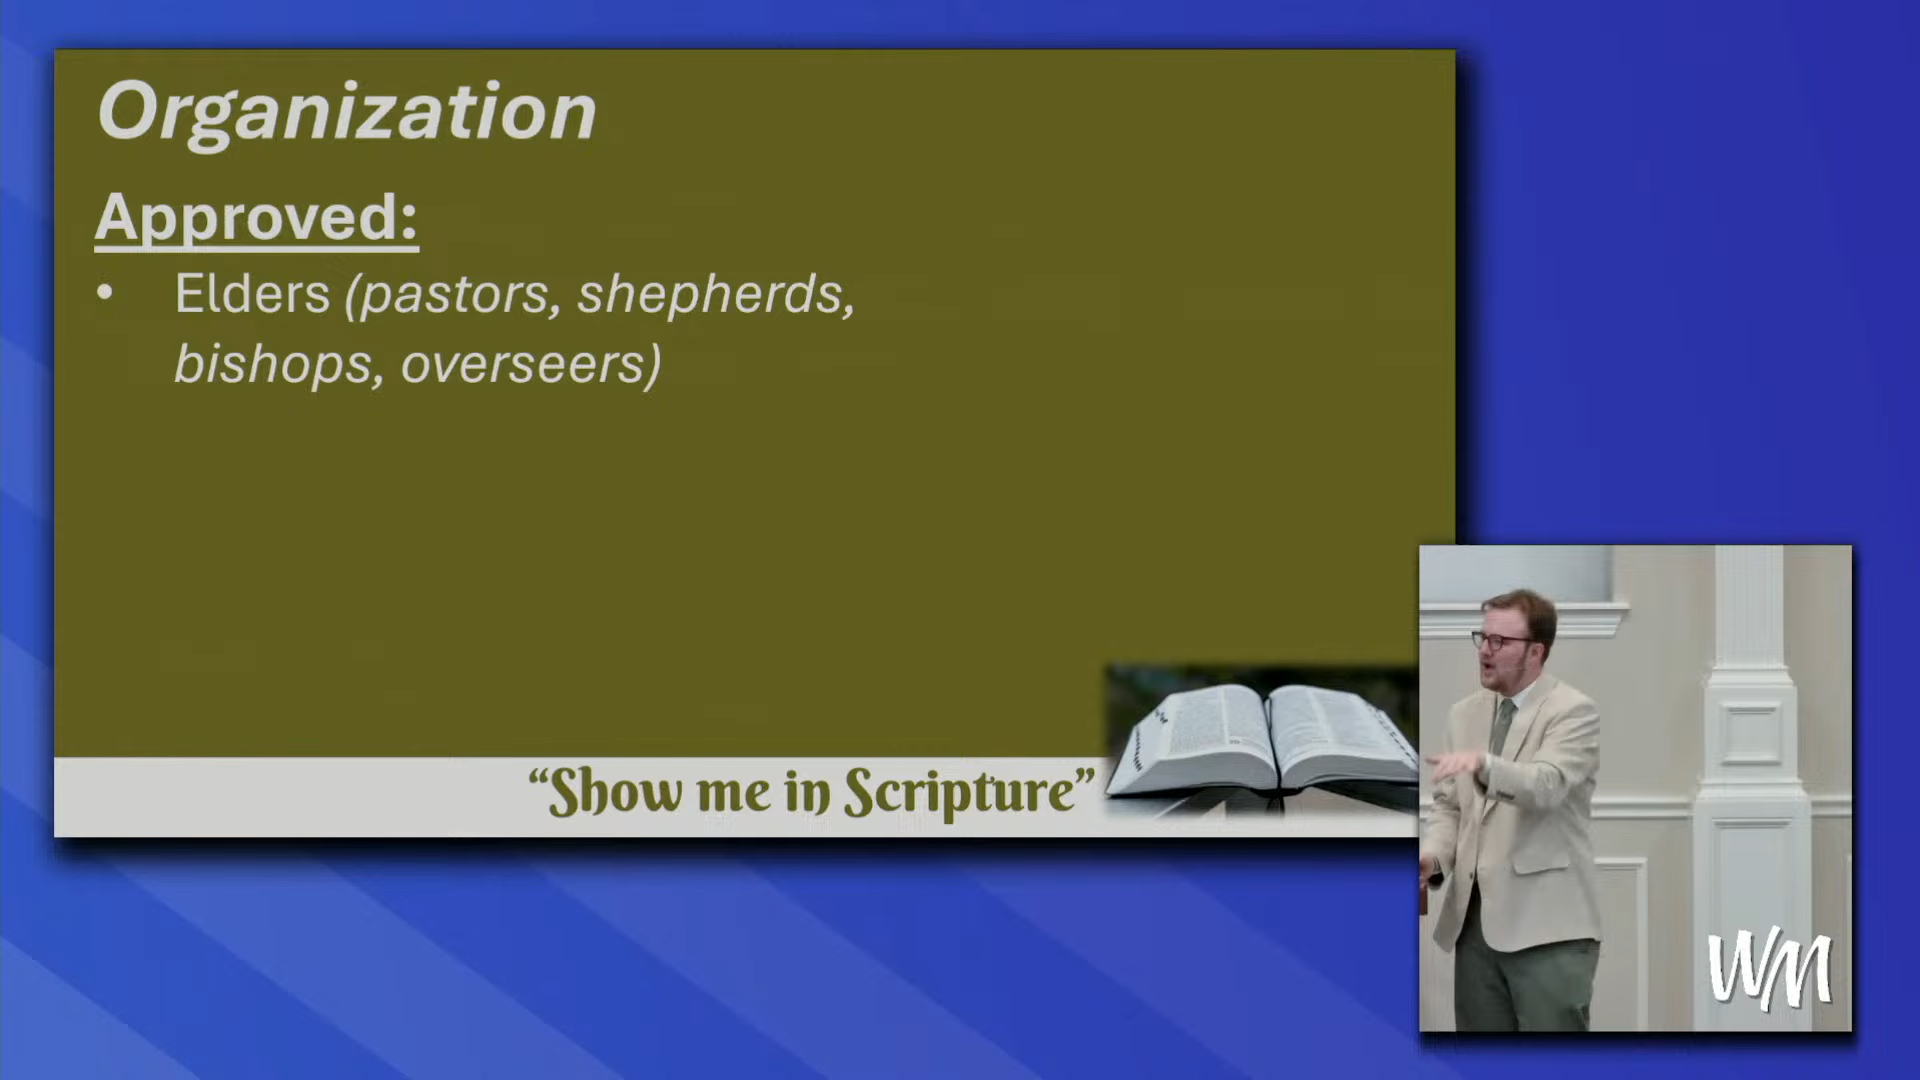 Organization
Approved:
• Elders (pastors, shepherds,
bishops, overseers)
“Show me in Scripture”
WM